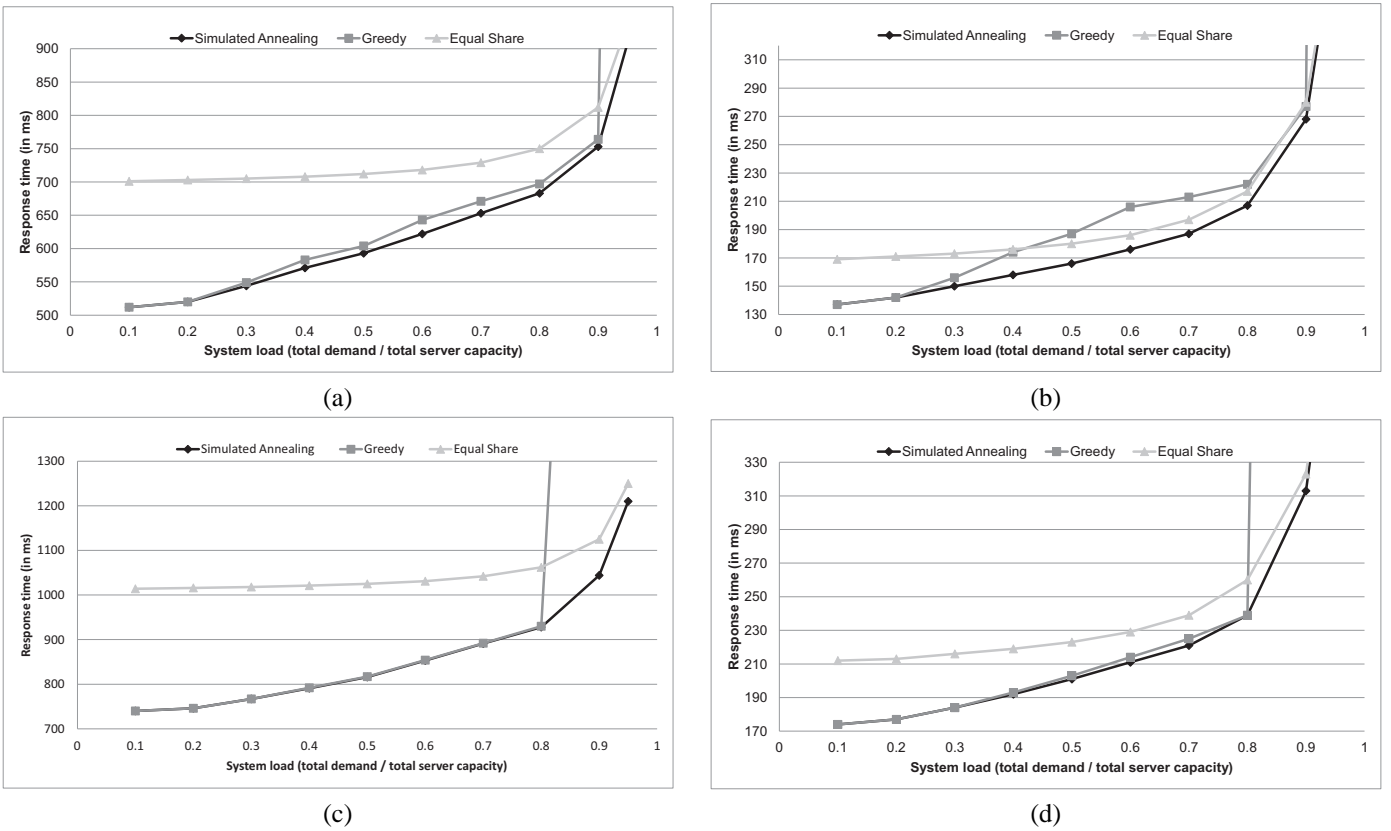 Simulated Annealing Greedy Equal Share
Response time (in ms)
900
850
800
750
700
650
600
550
500
0 0.1 0.2 0.3 0.4 0.5 0.6 0.7 0.8 0.9 1
System load (total demand / total server capacity)
(a)
Simulated Annealing Greedy Equal Share
Response time (in ms)
310
290
270
250
230
210
190
170
150
130
0 0.1 0.2 0.3 0.4 0.5 0.6 0.7 0.8 0.9 1
System load (total demand / total server capacity)
(b)
Simulated Annealing Greedy Equal Share
Response time (in ms)
1300
1200
1100
1000
900
800
700
0 0.1 0.2 0.3 0.4 0.5 0.6 0.7 0.8 0.9 1
System load (total demand / total server capacity)
(c)
Simulated Annealing Greedy Equal Share
Response time (in ms)
330
310
290
270
250
230
210
190
170
0 0.1 0.2 0.3 0.4 0.5 0.6 0.7 0.8 0.9 1
System load (total demand / total server capacity)
(d)